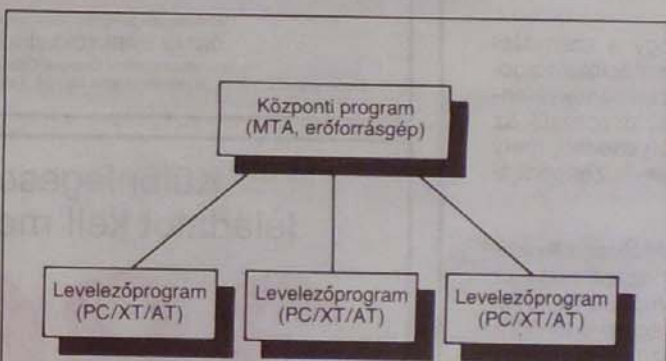 Központi program
(MTA, erőforrásgép)
Levelezőprogram
(PC/XT/AT)
Levelezőprogram
(PC/XT/AT)
Levelezőprogram
(PC/XT/AT)